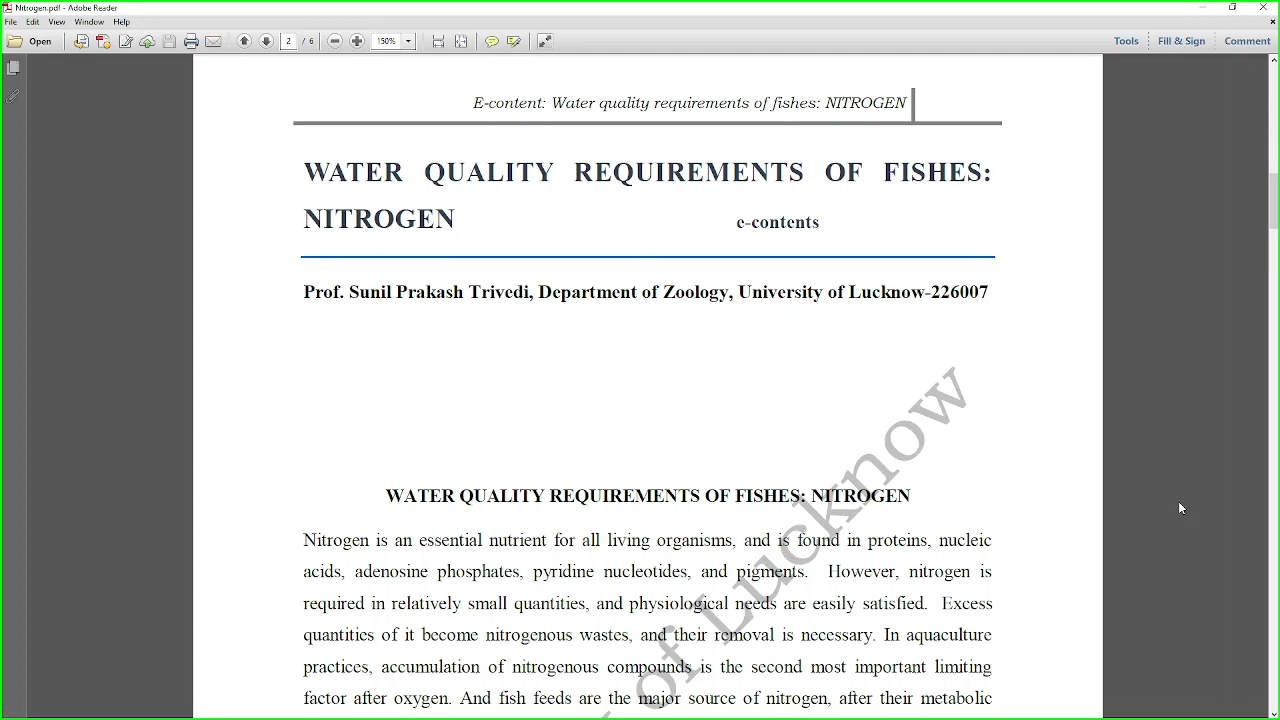 Nitrogen.pdf - Adobe Reader
File Edit View Window Help
Open 2 / 6 150% Tools Fill & Sign Comment
E-content: Water quality requirements of fishes: NITROGEN
WATER QUALITY REQUIREMENTS OF FISHES:
NITROGEN e-contents
Prof. Sunil Prakash Trivedi, Department of Zoology, University of Lucknow-226007
WATER QUALITY REQUIREMENTS OF FISHES: NITROGEN
Nitrogen is an essential nutrient for all living organisms, and is found in proteins, nucleic
acids, adenosine phosphates, pyridine nucleotides, and pigments. However, nitrogen is
required in relatively small quantities, and physiological needs are easily satisfied. Excess
quantities of it become nitrogenous wastes, and their removal is necessary. In aquaculture
practices, accumulation of nitrogenous compounds is the second most important limiting
factor after oxygen. And fish feeds are the major source of nitrogen, after their metabolic
of Lucknow